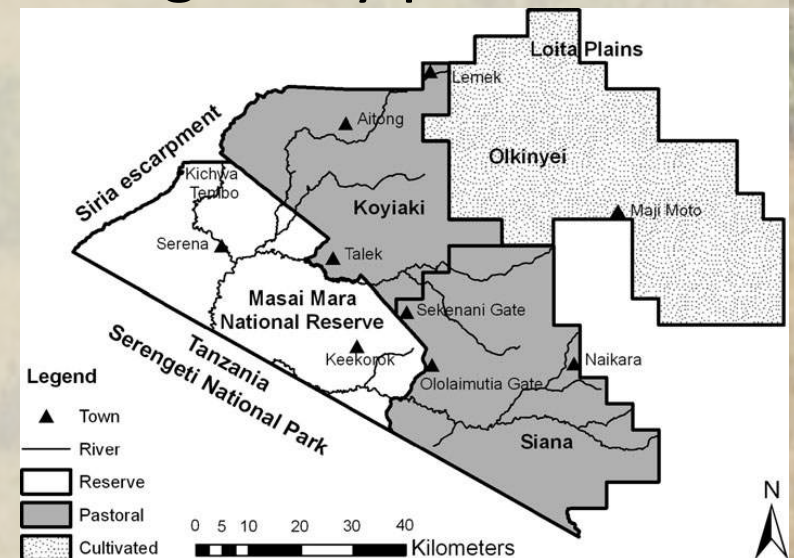 Loita Plains
Lemek
Aitong
Siria escarpment
Olkinyei
Kichwa
Tembo
Koyiaki
Maji Moto
Serena
Talek
Masai Mara
National Reserve
Sekenani Gate
Tanzania
Serengeti National Park
Keekorok
Naikara
Ololaimutia Gate
Siana
Legend
Town
River
Reserve
Pastoral
Cultivated
0 5 10 20 30 40
Kilometers
N